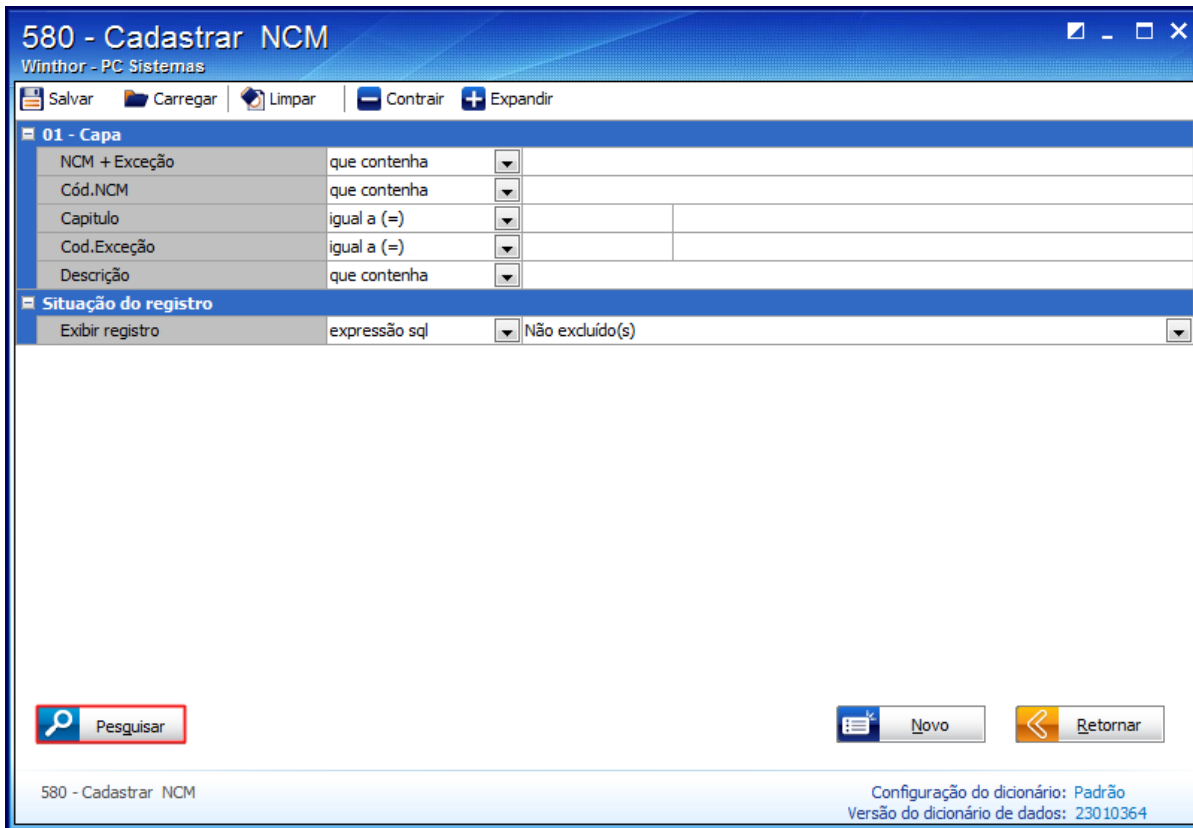 580 - Cadastrar NCM
Winthor - PC Sistemas
Salvar Carregar Limpar Contrair Expandir
01 - Capa
NCM + Exceção que contenha
Cód.NCM que contenha
Capitulo igual a (=)
Cod.Exceção igual a (=)
Descrição que contenha
Situação do registro
Exibir registro expressão sql Não excluído(s)
Pesquisar Novo Retornar
580 - Cadastrar NCM Configuração do dicionário: Padrão
Versão do dicionário de dados: 23010364